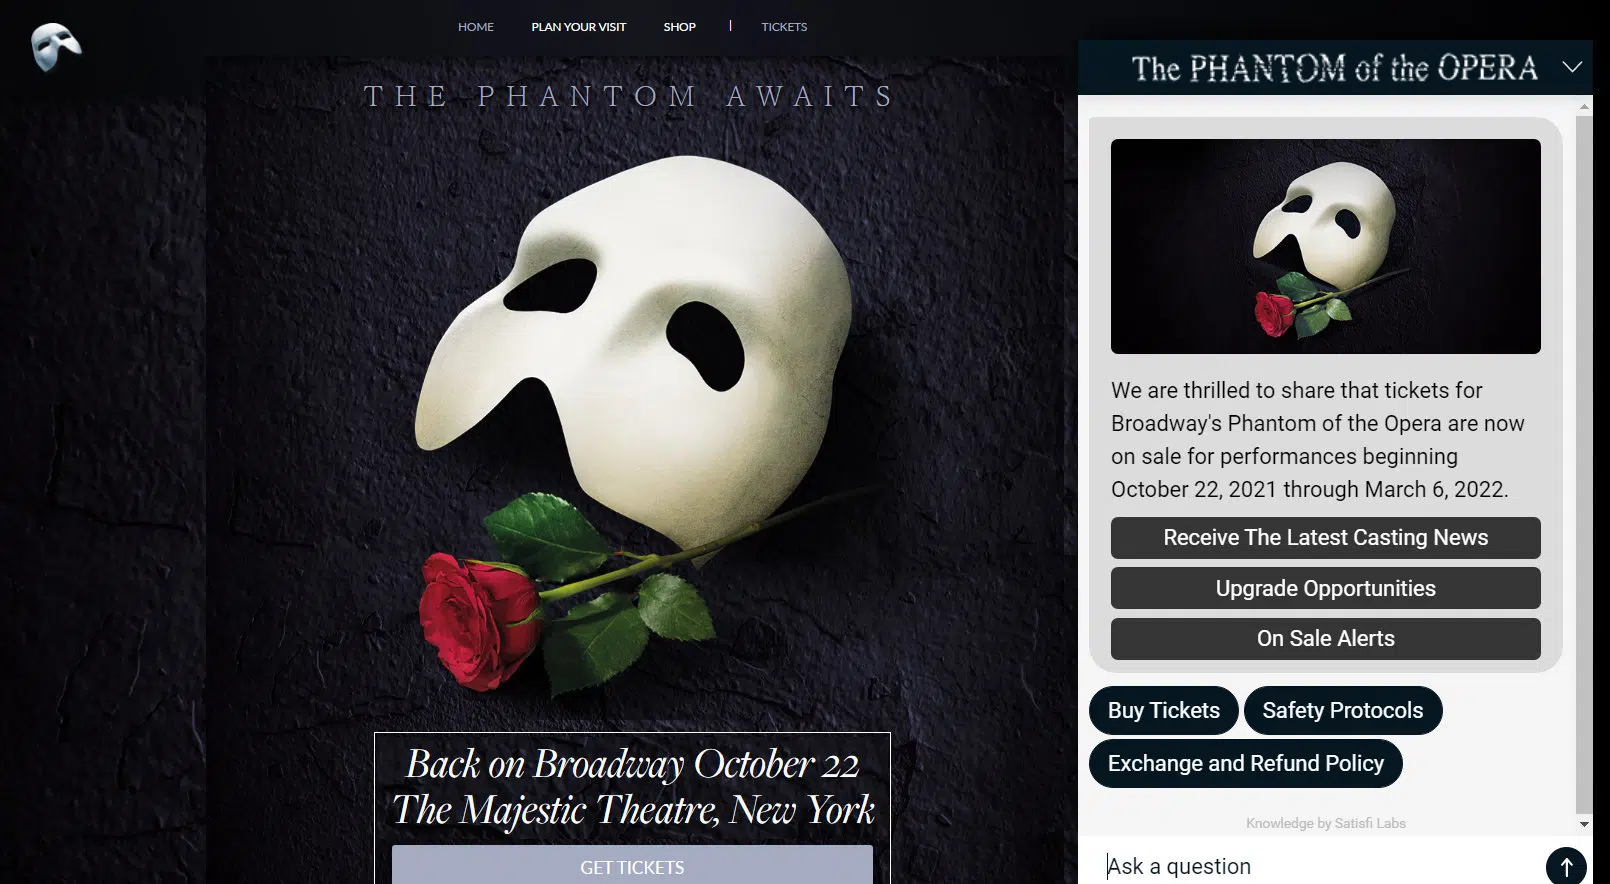 HOME
PLAN YOUR VISIT
SHOP
|
TICKETS
THE PHANTOM AWAITS
Back on Broadway October 22
The Majestic Theatre, New York
GET TICKETS
The PHANTOM of the OPERA
We are thrilled to share that tickets for
Broadway's Phantom of the Opera are now
on sale for performances beginning
October 22, 2021 through March 6, 2022.
Receive The Latest Casting News
Upgrade Opportunities
On Sale Alerts
Buy Tickets
Safety Protocols
Exchange and Refund Policy
Knowledge by Satisfi Labs
Ask a question